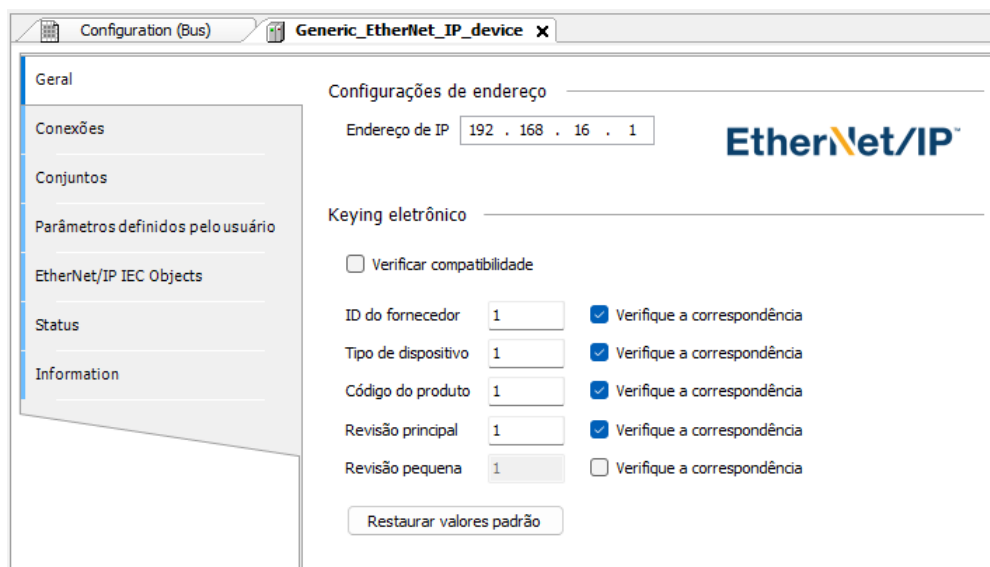 Configuration (Bus) Generic_EtherNet_IP_device
Geral
Conexões
Conjuntos
Parâmetros definidos pelo usuário
EtherNet/IP IEC Objects
Status
Information
Configurações de endereço
Endereço de IP 192 . 168 . 16 . 1
EtherNet/IP™
Keying eletrônico
Verificar compatibilidade
ID do fornecedor 1 Verifique a correspondência
Tipo de dispositivo 1 Verifique a correspondência
Código do produto 1 Verifique a correspondência
Revisão principal 1 Verifique a correspondência
Revisão pequena 1 Verifique a correspondência
Restaurar valores padrão